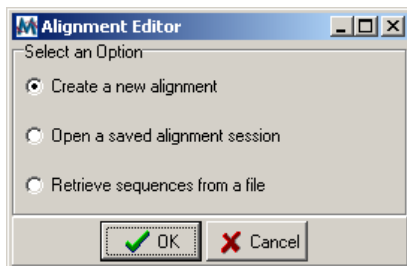 Alignment Editor
Select an Option
Create a new alignment
Open a saved alignment session
Retrieve sequences from a file
OK Cancel